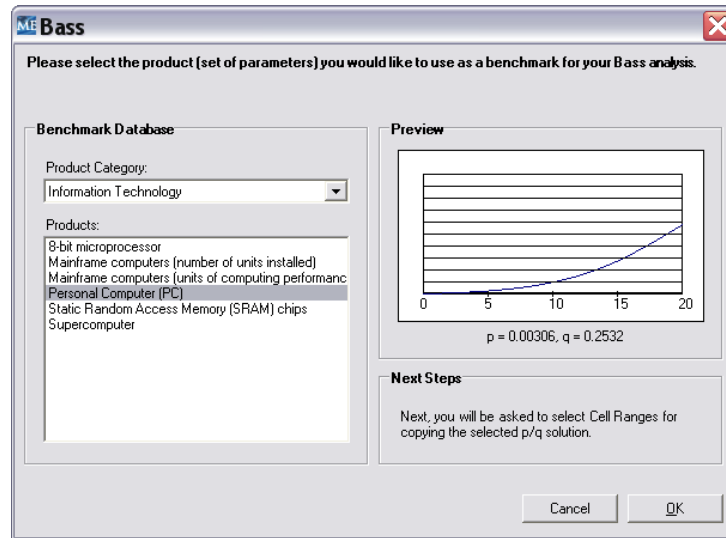 ME Bass
Please select the product (set of parameters) you would like to use as a benchmark for your Bass analysis.
Benchmark Database
Product Category:
Information Technology
Products:
8-bit microprocessor
Mainframe computers (number of units installed)
Mainframe computers (units of computing performanc
Personal Computer (PC)
Static Random Access Memory (SRAM) chips
Supercomputer
Preview
0 5 10 15 20
p = 0.00306, q = 0.2532
Next Steps
Next, you will be asked to select Cell Ranges for
copying the selected p/q solution.
Cancel OK